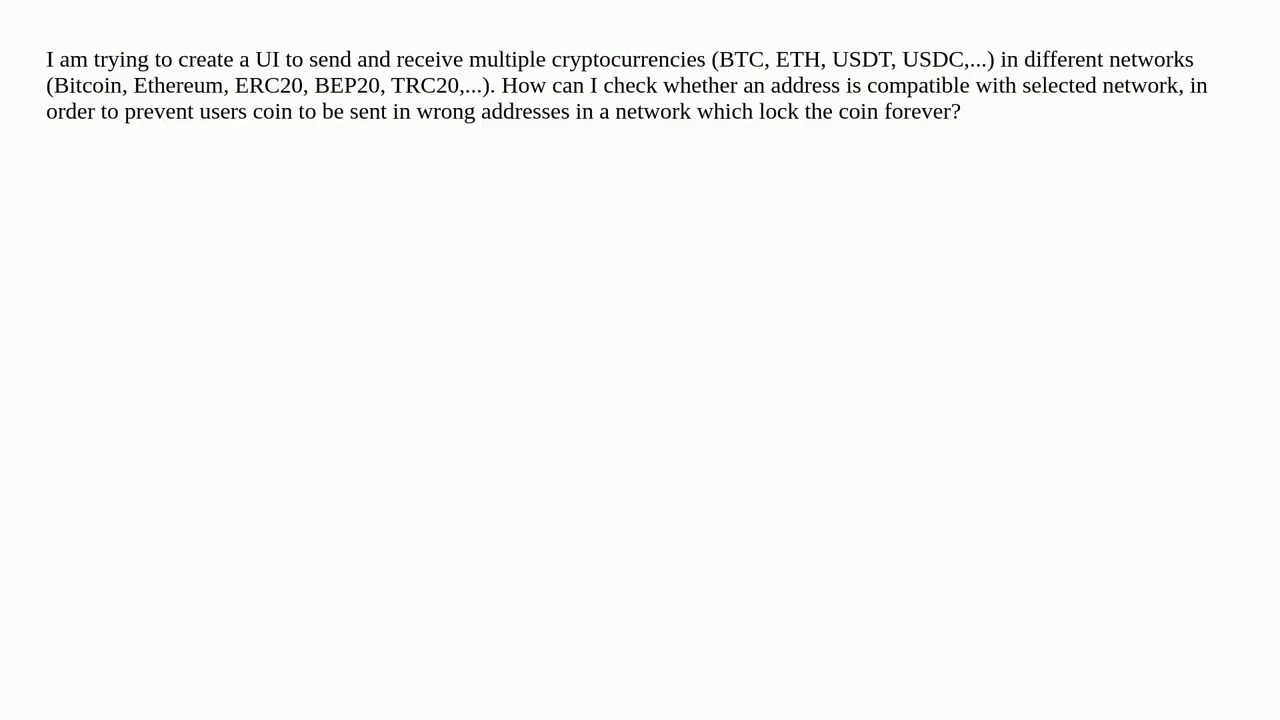 I am trying to create a UI to send and receive multiple cryptocurrencies (BTC, ETH, USDT, USDC,...) in different networks
(Bitcoin, Ethereum, ERC20, BEP20, TRC20,...). How can I check whether an address is compatible with selected network, in
order to prevent users coin to be sent in wrong addresses in a network which lock the coin forever?